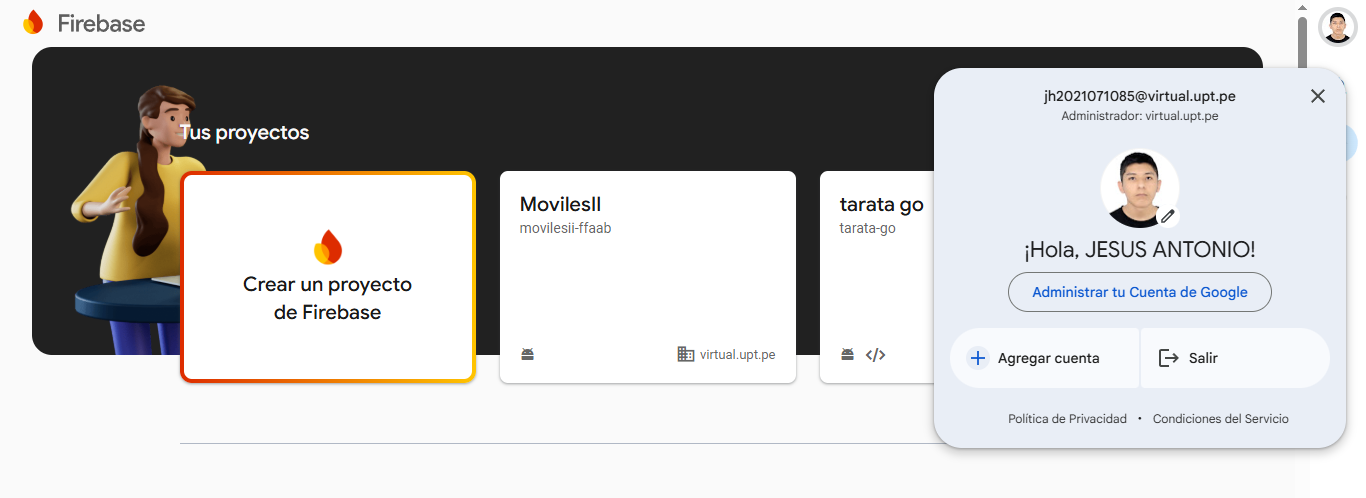 Firebase
Tus proyectos
Crear un proyecto
de Firebase
MovilesII
movilesii-ffaab
virtual.upt.pe
tarata go
tarata-go
jh2021071085@virtual.upt.pe
Administrador: virtual.upt.pe
¡Hola, JESUS ANTONIO!
Administrar tu Cuenta de Google
Agregar cuenta
Salir
Política de Privacidad • Condiciones del Servicio